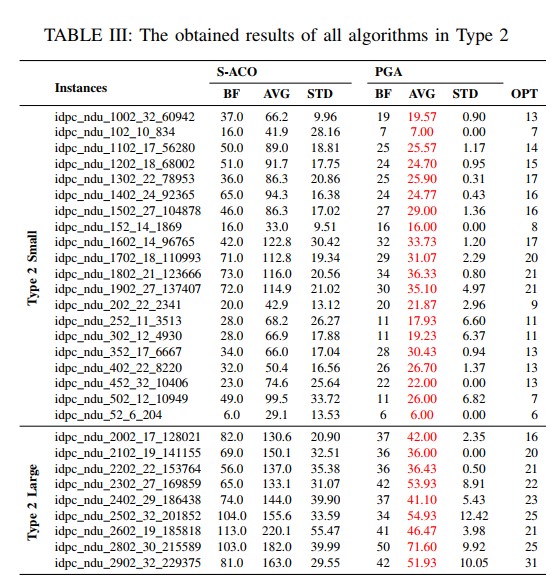 TABLE III: The obtained results of all algorithms in Type 2
S-ACO PGA
Instances BF AVG STD BF AVG STD OPT
Type 2 Small
idpc_ndu_1002_32_60942 37.0 66.2 9.96 19 19.57 0.90 13
idpc_ndu_102_10_834 16.0 41.9 28.16 7 7.00 0.00 7
idpc_ndu_1102_17_56280 50.0 89.0 18.81 25 25.57 1.17 14
idpc_ndu_1202_18_68002 51.0 91.7 17.75 24 24.70 0.95 15
idpc_ndu_1302_22_78953 36.0 86.3 20.86 25 25.90 0.31 17
idpc_ndu_1402_24_92365 65.0 94.3 16.38 24 24.77 0.43 16
idpc_ndu_1502_27_104878 46.0 86.3 17.02 27 29.00 1.36 16
idpc_ndu_152_14_1869 16.0 33.0 9.51 16 16.00 0.00 8
idpc_ndu_1602_14_96765 42.0 122.8 30.42 32 33.73 1.20 17
idpc_ndu_1702_18_110993 71.0 112.8 19.34 29 31.07 2.29 20
idpc_ndu_1802_21_123666 73.0 116.0 20.56 34 36.33 0.80 21
idpc_ndu_1902_27_137407 72.0 114.9 21.02 30 35.10 4.97 21
idpc_ndu_202_22_2341 20.0 42.9 13.12 20 21.87 2.96 9
idpc_ndu_252_11_3513 28.0 68.2 26.27 11 17.93 6.60 11
idpc_ndu_302_12_4930 28.0 66.9 17.88 11 19.23 6.37 11
idpc_ndu_352_17_6667 34.0 66.0 17.04 28 30.43 0.94 13
idpc_ndu_402_22_8220 32.0 50.4 16.56 26 26.70 1.37 13
idpc_ndu_452_32_10406 23.0 74.6 25.64 22 22.00 0.00 13
idpc_ndu_502_12_10949 49.0 99.5 33.72 11 26.00 6.82 7
idpc_ndu_52_6_204 6.0 29.1 13.53 6 6.00 0.00 6
Type 2 Large
idpc_ndu_2002_17_128021 82.0 130.6 20.90 37 42.00 2.35 16
idpc_ndu_2102_19_141155 69.0 150.1 32.51 36 36.00 0.00 20
idpc_ndu_2202_22_153764 56.0 137.0 35.38 36 36.43 0.50 21
idpc_ndu_2302_27_169859 65.0 133.1 31.07 42 53.93 8.91 22
idpc_ndu_2402_29_186438 74.0 144.0 39.90 37 41.10 5.43 23
idpc_ndu_2502_32_201852 104.0 155.6 33.59 34 54.93 12.42 25
idpc_ndu_2602_19_185818 113.0 220.1 55.47 41 46.47 3.98 21
idpc_ndu_2802_30_215589 103.0 182.0 39.99 50 71.60 9.92 25
idpc_ndu_2902_32_229375 81.0 163.0 29.55 42 51.93 10.05 31